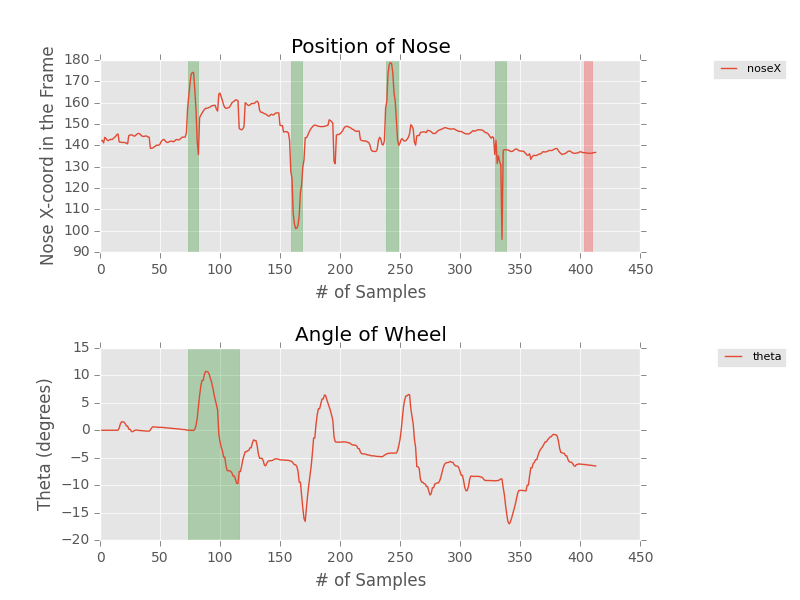 Position of Nose
Nose X-coord in the Frame
180
170
160
150
140
130
120
110
100
90
0 50 100 150 200 250 300 350 400 450
# of Samples
noseX
Angle of Wheel
Theta (degrees)
15
10
5
0
−5
−10
−15
−20
0 50 100 150 200 250 300 350 400 450
# of Samples
theta